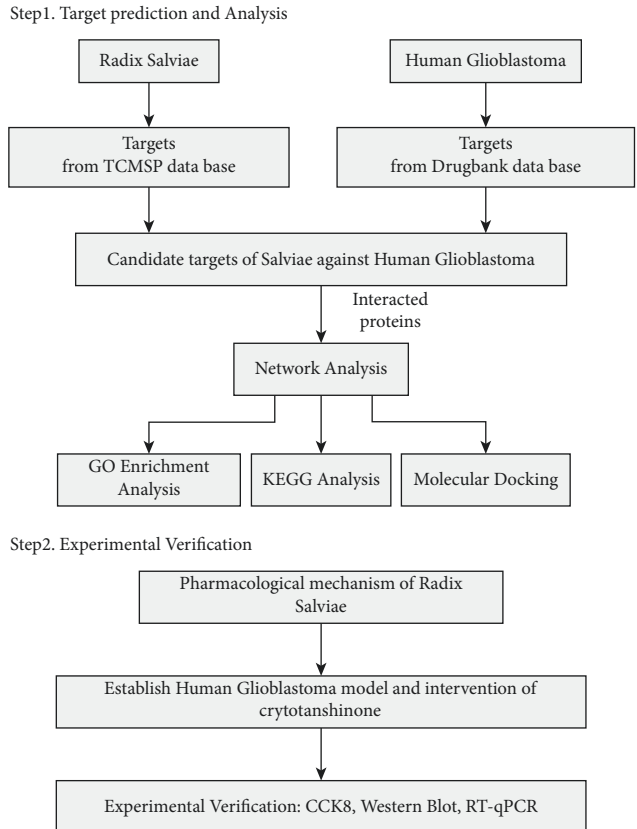 Step1. Target prediction and Analysis
Radix Salviae
Human Glioblastoma
Targets
from TCMSP data base
Targets
from Drugbank data base
Candidate targets of Salviae against Human Glioblastoma
Interacted
proteins
Network Analysis
GO Enrichment
Analysis
KEGG Analysis
Molecular Docking
Step2. Experimental Verification
Pharmacological mechanism of Radix
Salviae
Establish Human Glioblastoma model and intervention of
crytotanshinone
Experimental Verification: CCK8, Western Blot, RT-qPCR